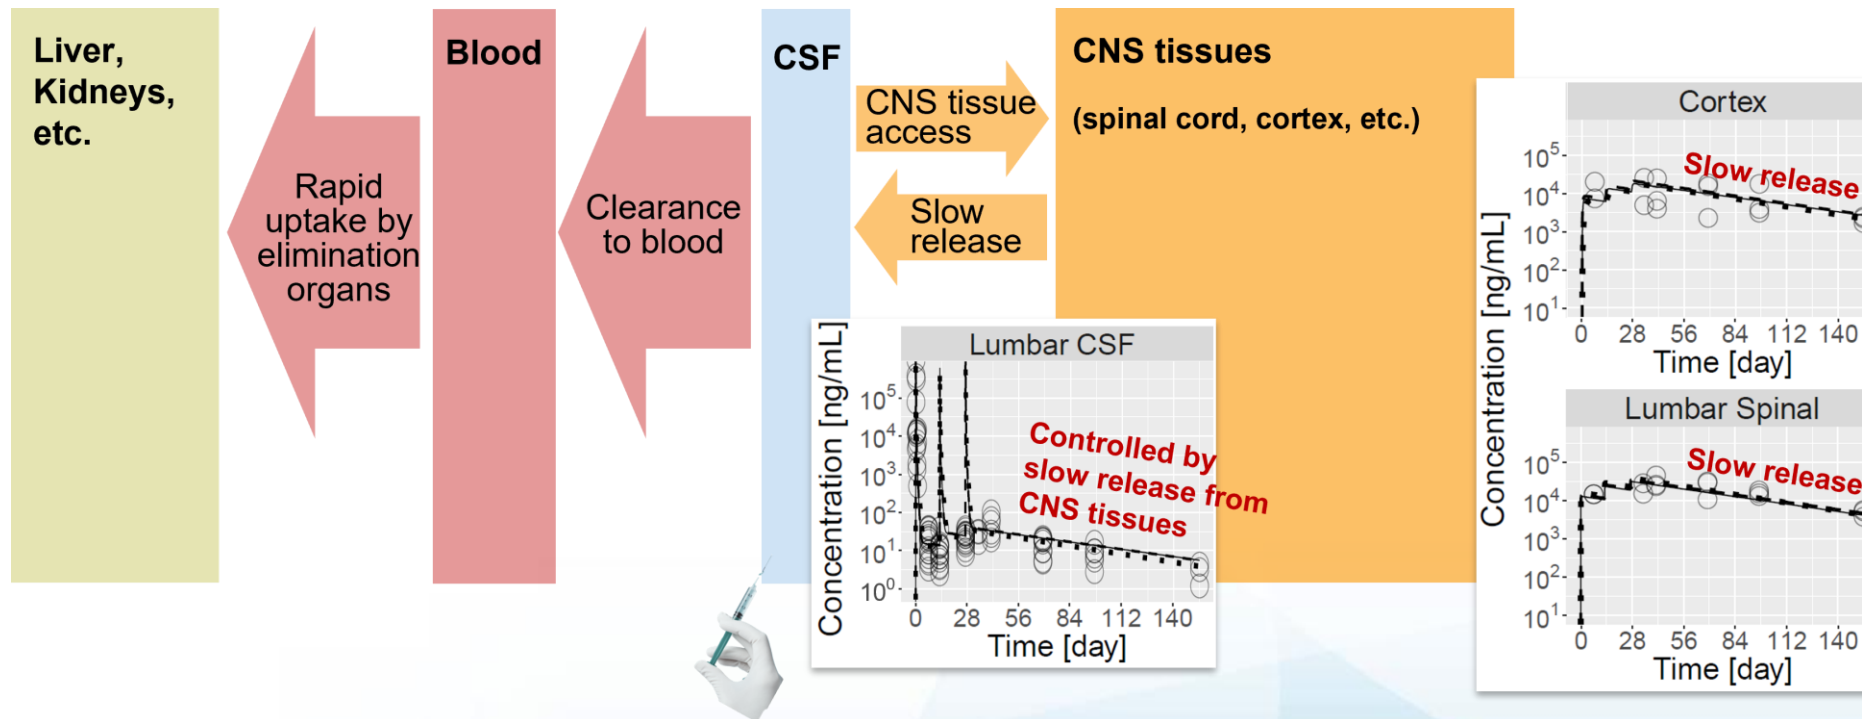 Liver,
Kidneys,
etc.
Rapid
uptake by
elimination
organs
Blood
Clearance
to blood
CSF
CNS tissue
access
Slow
release
CNS tissues
(spinal cord, cortex, etc.)
Lumbar CSF
Concentration [ng/mL]
10⁵
10⁴
10³
10²
10¹
10⁰
Controlled by
slow release from
CNS tissues
0 28 56 84 112 140
Time [day]
Concentration [ng/mL]
Cortex
10⁵
10⁴
10³
10²
10¹
Slow release
0 28 56 84 112 140
Time [day]
Lumbar Spinal
10⁵
10⁴
10³
10²
10¹
Slow release
0 28 56 84 112 140
Time [day]